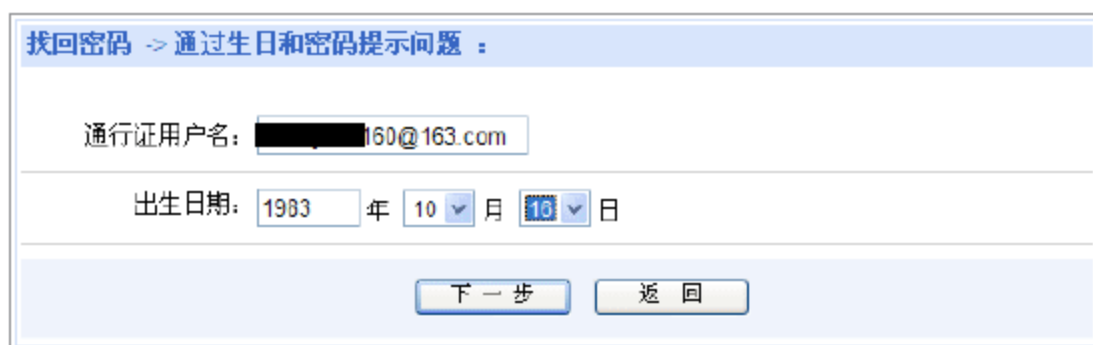 找回密码 -> 通过生日和密码提示问题 :
通行证用户名: 160@163.com
出生日期: 1983 年 10 月 16 日
下一步 返 回